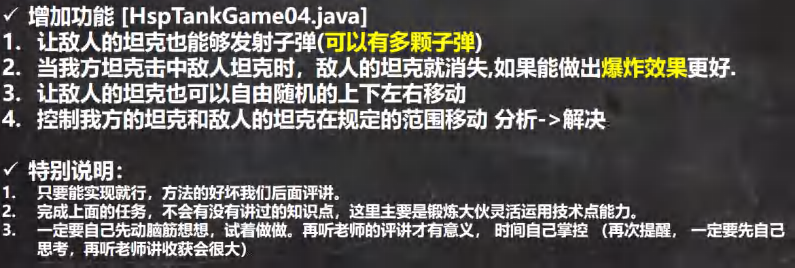 ✓ 增加功能 [HspTankGame04.java]
1. 让敌人的坦克也能够发射子弹(可以有多颗子弹)
2. 当我方坦克击中敌人坦克时，敌人的坦克就消失,如果能做出爆炸效果更好.
3. 让敌人的坦克也可以自由随机的上下左右移动
4. 控制我方的坦克和敌人的坦克在规定的范围移动 分析->解决
✓ 特别说明：
1. 只要能实现就行，方法的好坏我们后面评讲。
2. 完成上面的任务，不会有没有讲过的知识点，这里主要是锻炼大伙灵活运用技术点能力。
3. 一定要自己先动脑筋想想，试着做做。再听老师的评讲才有意义， 时间自己掌控 （再次提醒， 一定要先自己
思考，再听老师讲收获会很大）